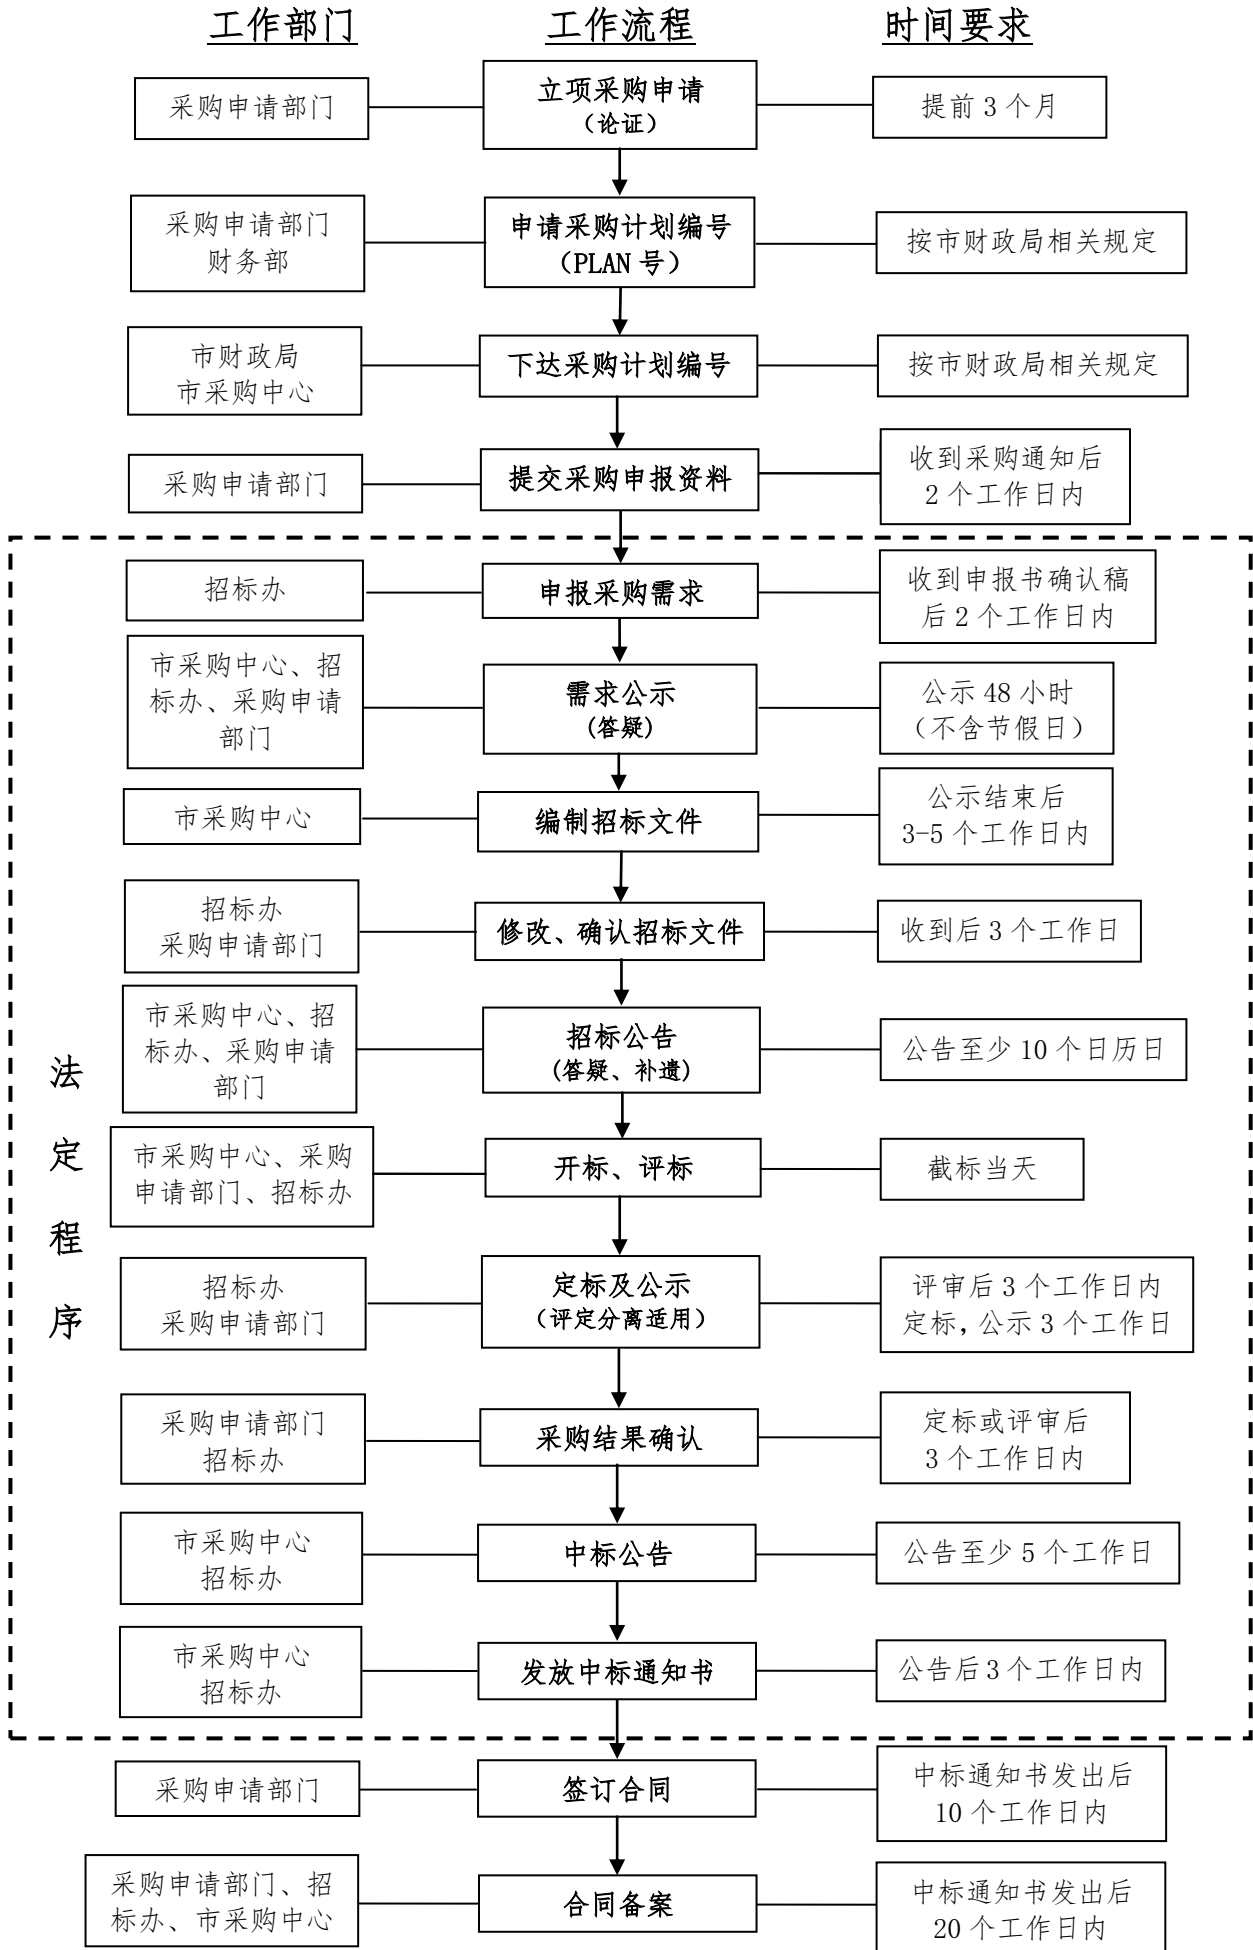 工作部门
工作流程
时间要求
采购申请部门
立项采购申请
（论证）
提前 3 个月
采购申请部门
财务部
申请采购计划编号
（PLAN 号）
按市财政局相关规定
市财政局
市采购中心
下达采购计划编号
按市财政局相关规定
采购申请部门
提交采购申报资料
收到采购通知后
2 个工作日内
招标办
申报采购需求
收到申报书确认稿
后 2 个工作日内
市采购中心、招
标办、采购申请
部门
需求公示
(答疑)
公示 48 小时
（不含节假日）
市采购中心
编制招标文件
公示结束后
3-5 个工作日内
招标办
采购申请部门
修改、确认招标文件
收到后 3 个工作日
市采购中心、招
标办、采购申请
部门
招标公告
(答疑、补遗)
公告至少 10 个日历日
市采购中心、采购
申请部门、招标办
开标、评标
截标当天
招标办
采购申请部门
定标及公示
（评定分离适用）
评审后 3 个工作日内
定标，公示 3 个工作日
采购申请部门
招标办
采购结果确认
定标或评审后
3 个工作日内
市采购中心
招标办
中标公告
公告至少 5 个工作日
市采购中心
招标办
发放中标通知书
公告后 3 个工作日内
法
定
程
序
采购申请部门
签订合同
中标通知书发出后
10 个工作日内
采购申请部门、招
标办、市采购中心
合同备案
中标通知书发出后
20 个工作日内